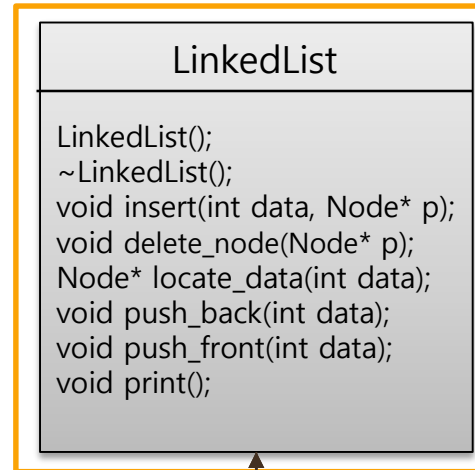 LinkedList
LinkedList();
~LinkedList();
void insert(int data, Node* p);
void delete_node(Node* p);
Node* locate_data(int data);
void push_back(int data);
void push_front(int data);
void print();